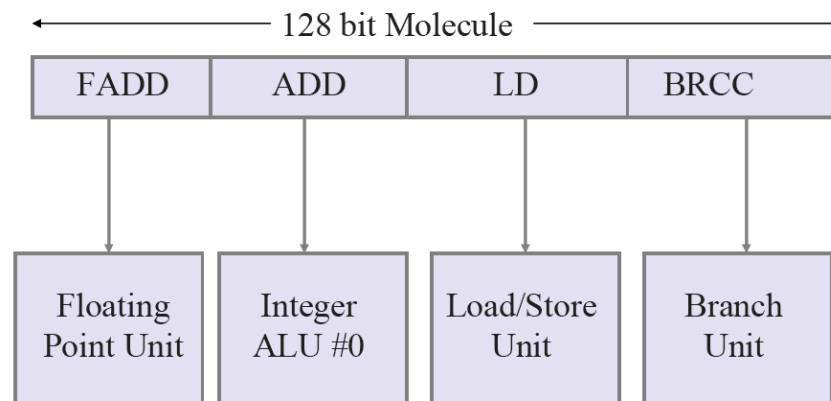 128 bit Molecule
FADD ADD LD BRCC
Floating Point Unit
Integer ALU #0
Load/Store Unit
Branch Unit